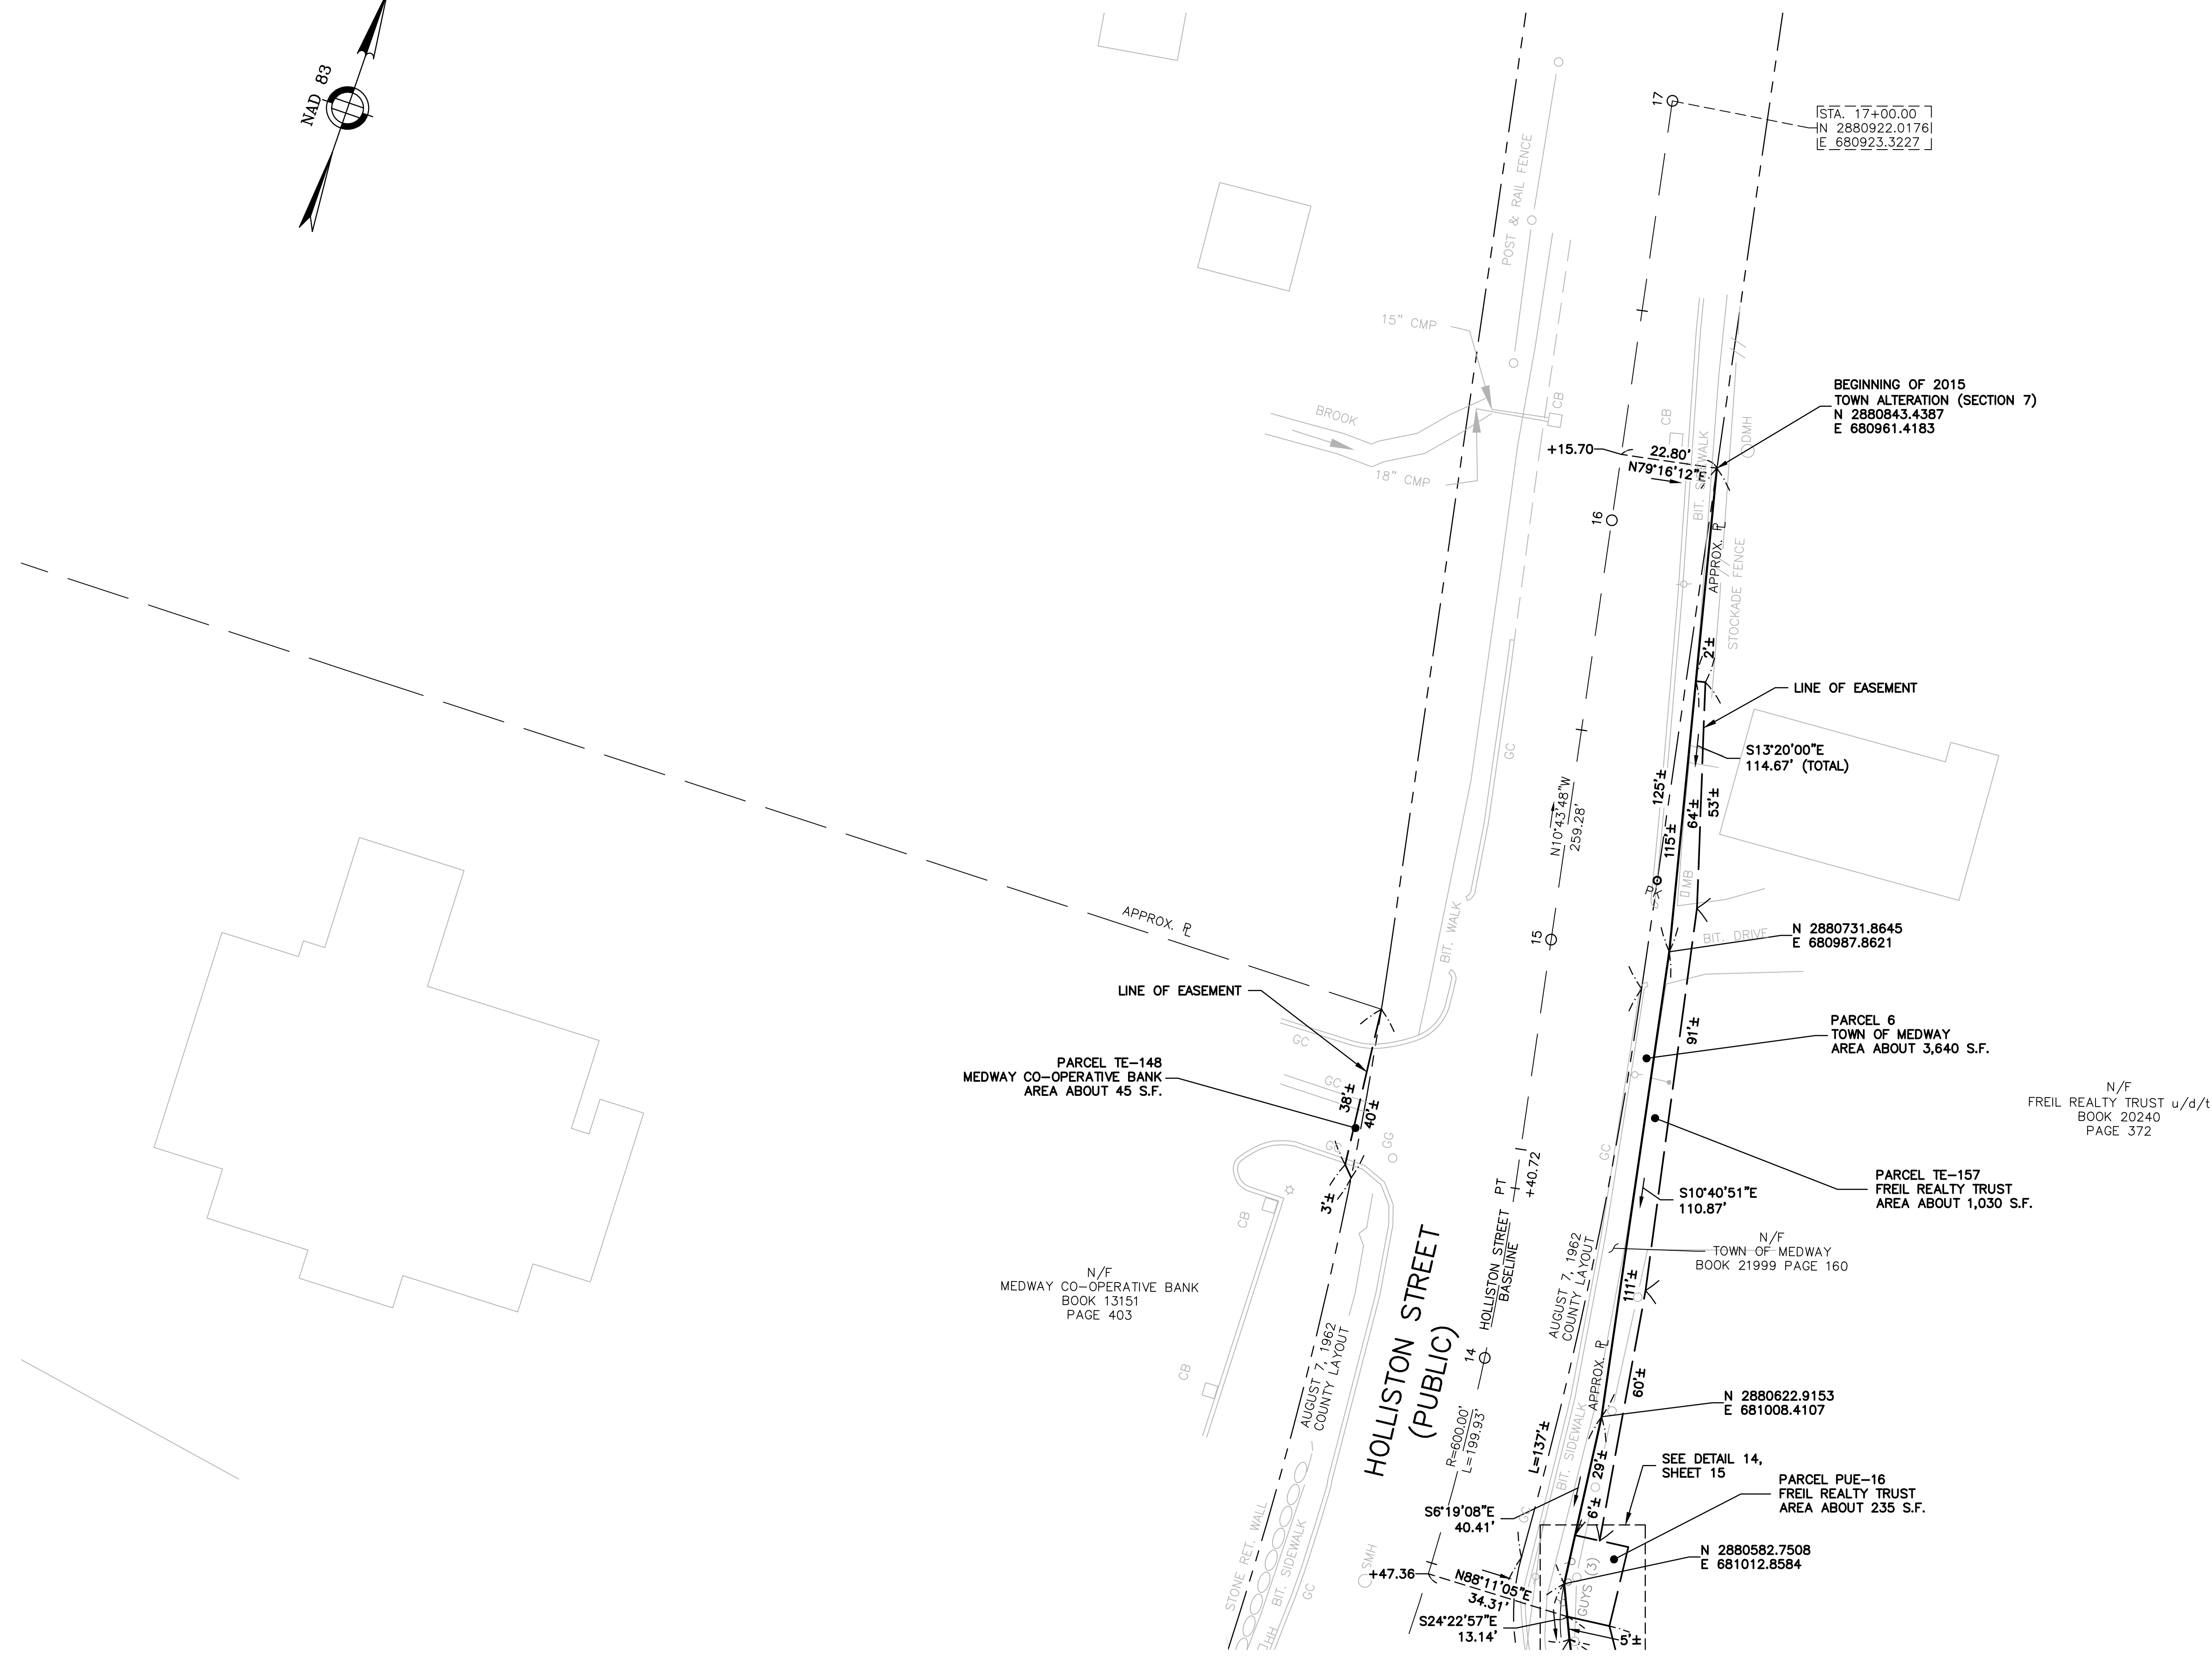 NAD 83
17
STA. 17+00.00
N 2880922.0176
E 680923.3227
POST & RAIL FENCE
15" CMP
BROOK
CB
18" CMP
CB
BIT. SIDEWALK
DMH
BEGINNING OF 2015
TOWN ALTERATION (SECTION 7)
N 2880843.4387
E 680961.4183
+15.70
22.80'
N79°16'12"E
16
APPROX. PL
STOCKADE FENCE
2'±
LINE OF EASEMENT
S13°20'00"E
114.67' (TOTAL)
GC
N10°43'48"W
259.28'
125'±
115'±
64'±
53'±
PK
MB
APPROX. PL
BIT. WALK
15
BIT. DRIVE
N 2880731.8645
E 680987.8621
LINE OF EASEMENT
GC
PARCEL TE-148
MEDWAY CO-OPERATIVE BANK
AREA ABOUT 45 S.F.
GC
38'±
40'±
91'±
PARCEL 6
TOWN OF MEDWAY
AREA ABOUT 3,640 S.F.
N/F
FREIL REALTY TRUST u/d/t
BOOK 20240
PAGE 372
GG
GC
3'±
+40.72
PARCEL TE-157
FREIL REALTY TRUST
AREA ABOUT 1,030 S.F.
S10°40'51"E
110.87'
CB
N/F
TOWN OF MEDWAY
BOOK 21999 PAGE 160
N/F
MEDWAY CO-OPERATIVE BANK
BOOK 13151
PAGE 403
HOLLISTON STREET PT
BASELINE
AUGUST 7, 1962
COUNTY LAYOUT
111'±
HOLLISTON STREET
(PUBLIC)
14
AUGUST 7, 1962
COUNTY LAYOUT
CB
APPROX. PL
60'±
N 2880622.9153
E 681008.4107
R=600.00'
L=199.93'
L=137'±
BIT. SIDEWALK
29'±
SEE DETAIL 14,
SHEET 15
PARCEL PUE-16
FREIL REALTY TRUST
AREA ABOUT 235 S.F.
S6°19'08"E
40.41'
GC
6'±
STONE RET. WALL
BIT. SIDEWALK
GC
SMH
+47.36
N88°11'05"E
34.31'
GUYS (3)
N 2880582.7508
E 681012.8584
S24°22'57"E
13.14'
5'±
HH